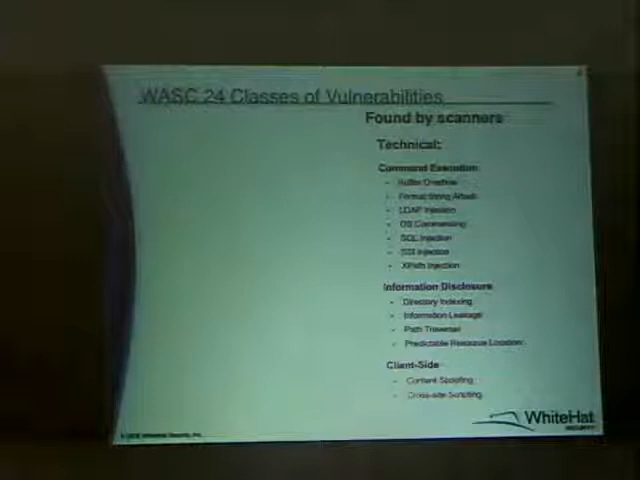 WASC 24 Classes of Vulnerabilities
Found by scanners
Technical:
Command Execution
- Buffer Overflow
- Format String Attack
- LDAP Injection
- OS Commanding
- SQL Injection
- SSI Injection
- XPath Injection
Information Disclosure
- Directory Indexing
- Information Leakage
- Path Traversal
- Predictable Resource Location
Client-Side
- Content Spoofing
- Cross-site Scripting
WhiteHat
SECURITY